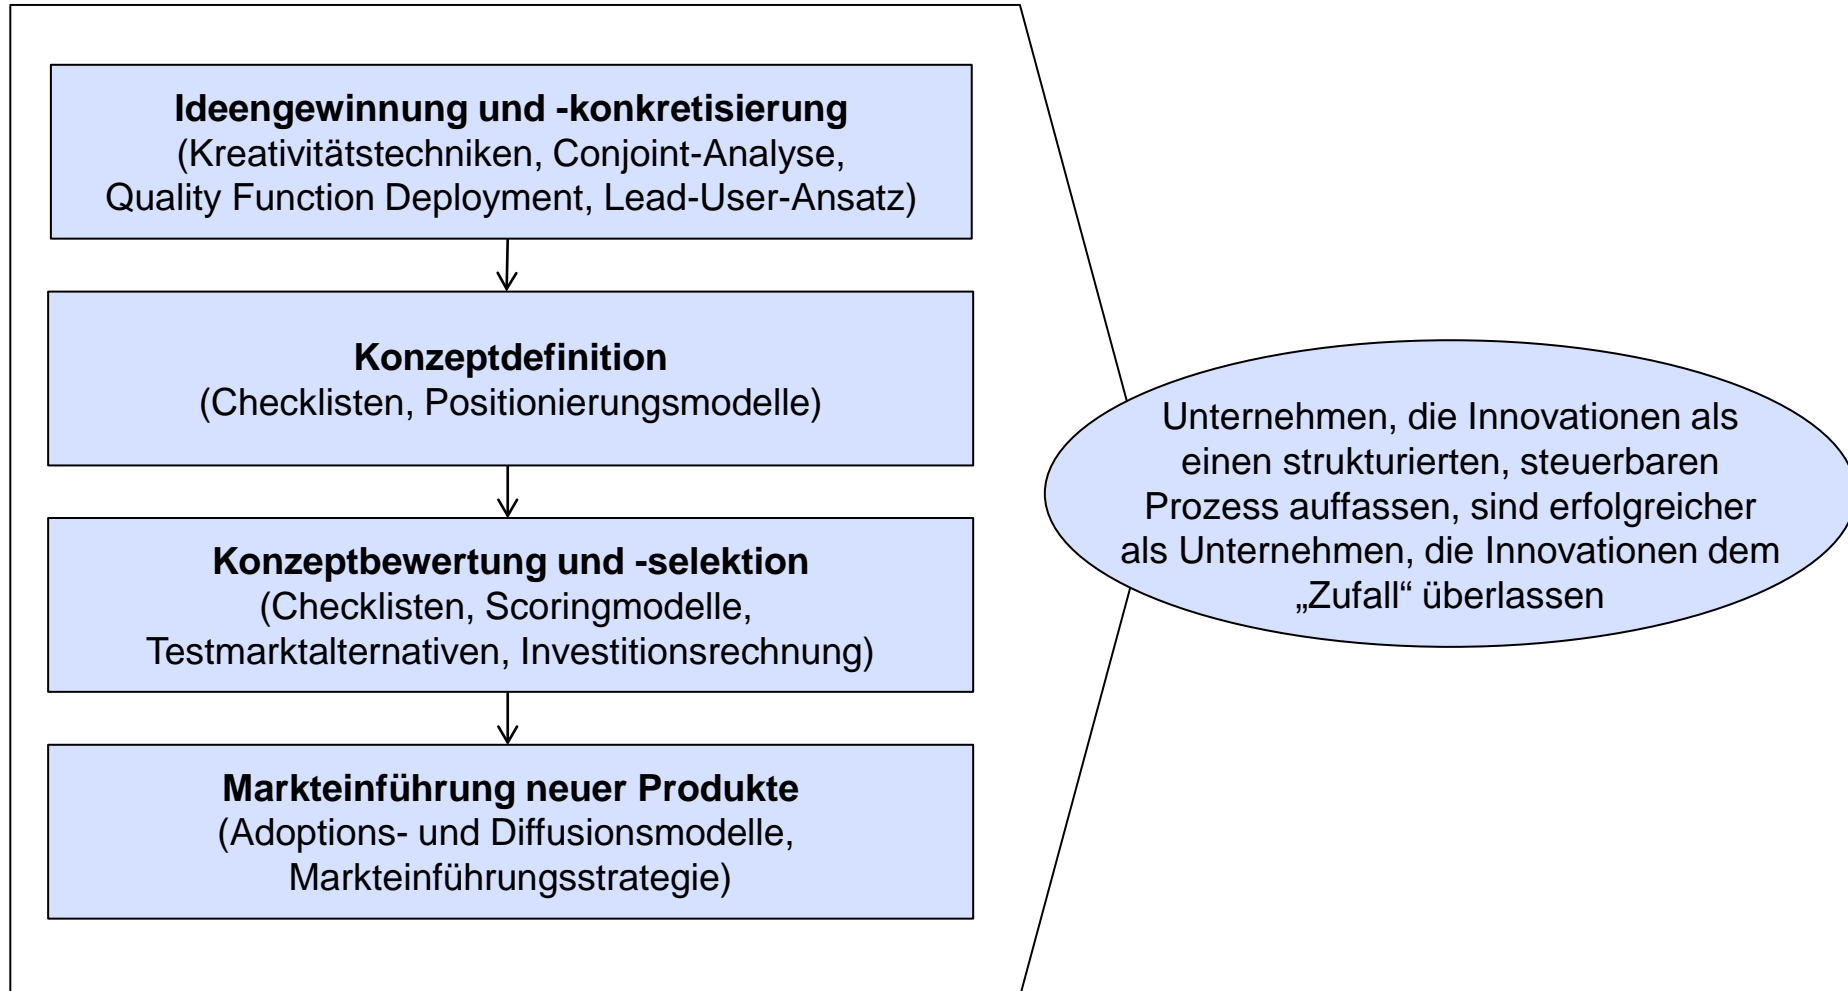 Ideengewinnung und -konkretisierung
(Kreativitätstechniken, Conjoint-Analyse,
Quality Function Deployment, Lead-User-Ansatz)
Konzeptdefinition
(Checklisten, Positionierungsmodelle)
Konzeptbewertung und -selektion
(Checklisten, Scoringmodelle,
Testmarktalternativen, Investitionsrechnung)
Markteinführung neuer Produkte
(Adoptions- und Diffusionsmodelle,
Markteinführungsstrategie)
Unternehmen, die Innovationen als
einen strukturierten, steuerbaren
Prozess auffassen, sind erfolgreicher
als Unternehmen, die Innovationen dem
„Zufall“ überlassen